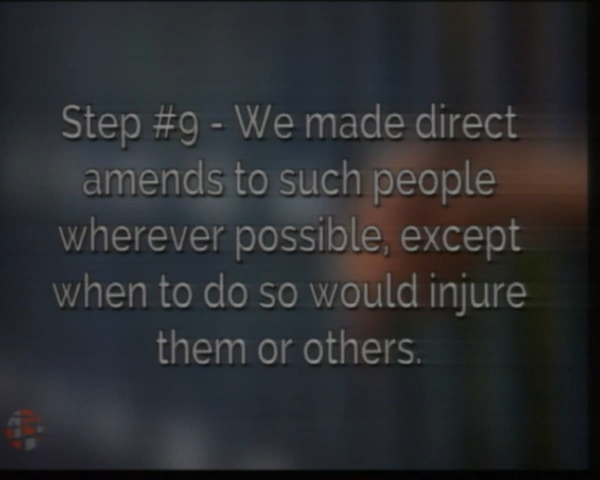 Step #9 - We made direct
amends to such people
wherever possible, except
when to do so would injure
them or others.